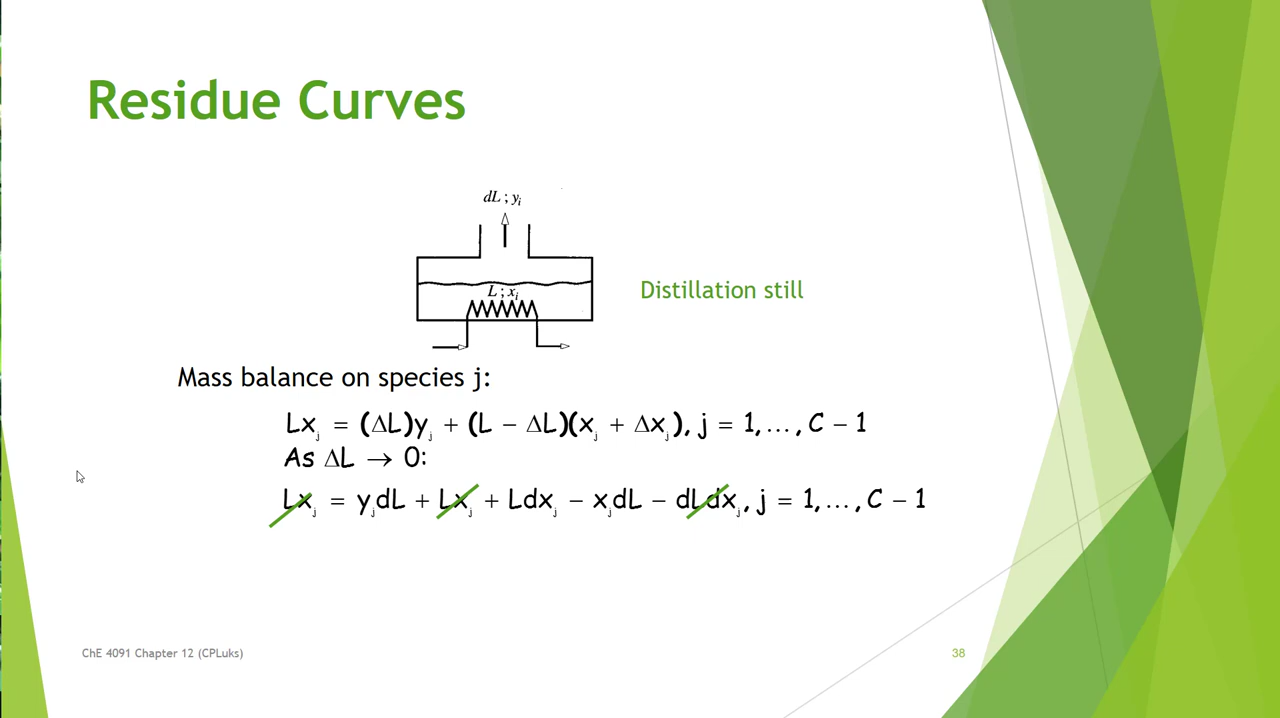 Residue Curves
dL ; yᵢ
L ; xᵢ
Distillation still
Mass balance on species j:
Lxⱼ = (ΔL)yⱼ + (L − ΔL)(xⱼ + Δxⱼ), j = 1, ..., C − 1
As ΔL → 0:
Lxⱼ = yⱼdL + Lxⱼ + Ldxⱼ − xⱼdL − dLdxⱼ, j = 1, ..., C − 1
ChE 4091 Chapter 12 (CPLuks)
38